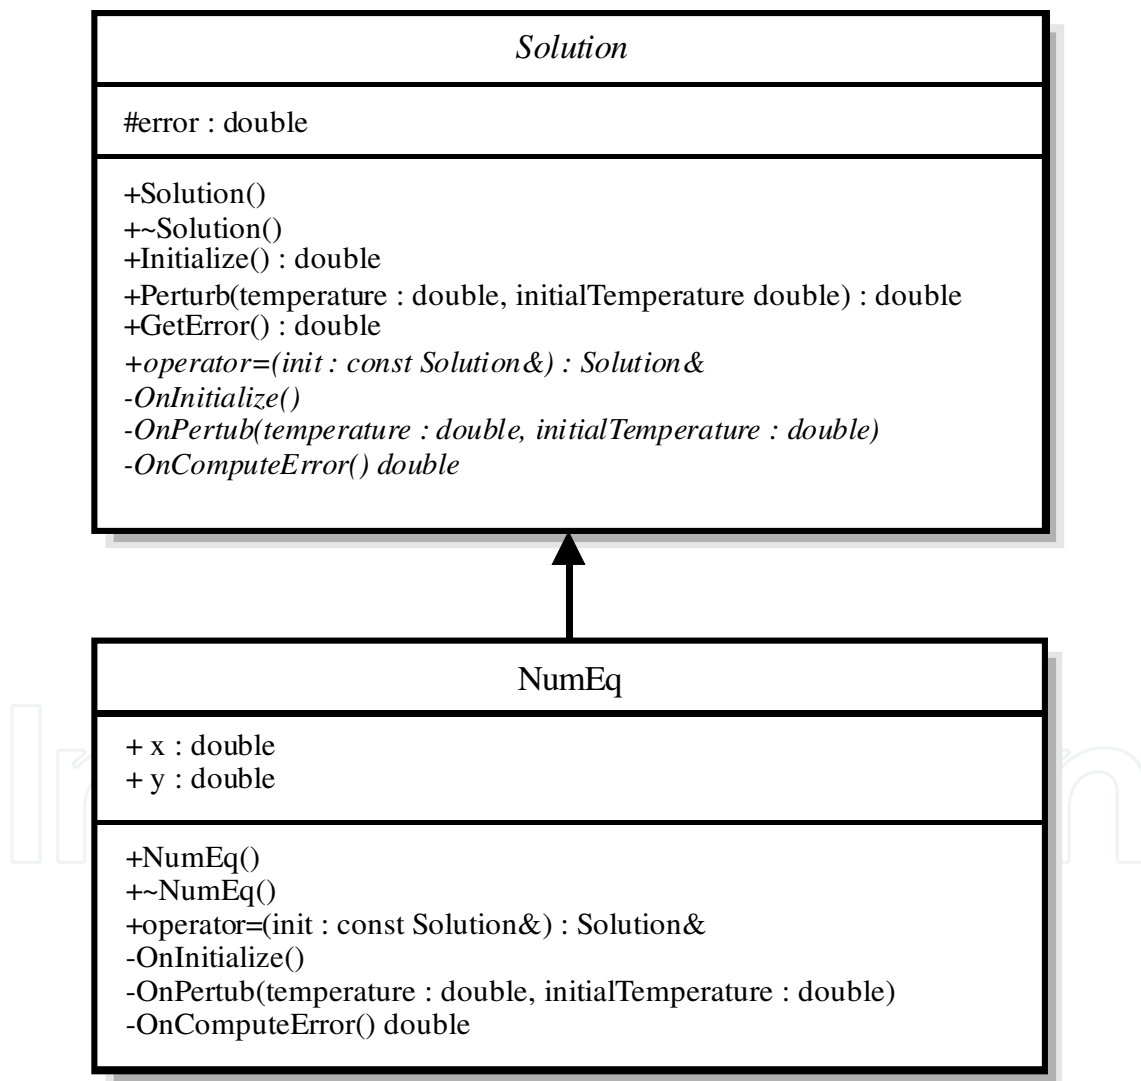 Solution
#error : double
+Solution()
+~Solution()
+Initialize() : double
+Perturb(temperature : double, initialTemperature double) : double
+GetError() : double
+operator=(init : const Solution&) : Solution&
-OnInitialize()
-OnPertub(temperature : double, initialTemperature : double)
-OnComputeError() double
NumEq
+ x : double
+ y : double
+NumEq()
+~NumEq()
+operator=(init : const Solution&) : Solution&
-OnInitialize()
-OnPertub(temperature : double, initialTemperature : double)
-OnComputeError() double